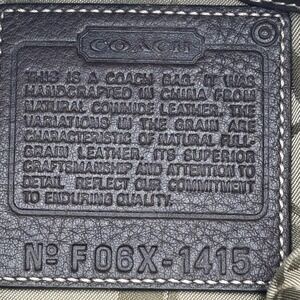 COACH
THIS IS A COACH BAG. IT WAS
HANDCRAFTED IN CHINA FROM
NATURAL COWHIDE LEATHER. THE
VARIATIONS IN THE GRAIN ARE
CHARACTERISTIC OF NATURAL FULL-
GRAIN LEATHER. ITS SUPERIOR
CRAFTSMANSHIP AND ATTENTION TO
DETAIL REFLECT OUR COMMITMENT
TO ENDURING QUALITY.
Nº F06X-1415